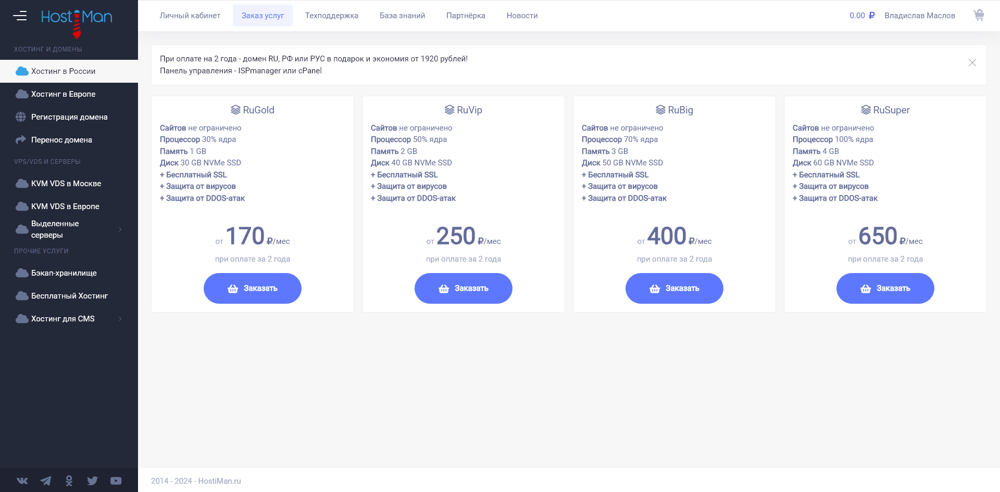 HostiMan
Личный кабинет
Заказ услуг
Техподдержка
База знаний
Партнёрка
Новости
0.00 ₽
Владислав Маслов
ХОСТИНГ И ДОМЕНЫ
Хостинг в России
Хостинг в Европе
Регистрация домена
Перенос домена
VPS/VDS И СЕРВЕРЫ
KVM VDS в Москве
KVM VDS в Европе
Выделенные
серверы
ПРОЧИЕ УСЛУГИ
Бэкап-хранилище
Бесплатный Хостинг
Хостинг для CMS
При оплате на 2 года - домен RU, РФ или РУС в подарок и экономия от 1920 рублей!
Панель управления - ISPmanager или cPanel
RuGold
Сайтов не ограничено
Процессор 30% ядра
Память 1 GB
Диск 30 GB NVMe SSD
+ Бесплатный SSL
+ Защита от вирусов
+ Защита от DDOS-атак
от 170 ₽/мес
при оплате за 2 года
Заказать
RuVip
Сайтов не ограничено
Процессор 50% ядра
Память 2 GB
Диск 40 GB NVMe SSD
+ Бесплатный SSL
+ Защита от вирусов
+ Защита от DDOS-атак
от 250 ₽/мес
при оплате за 2 года
Заказать
RuBig
Сайтов не ограничено
Процессор 70% ядра
Память 3 GB
Диск 50 GB NVMe SSD
+ Бесплатный SSL
+ Защита от вирусов
+ Защита от DDOS-атак
от 400 ₽/мес
при оплате за 2 года
Заказать
RuSuper
Сайтов не ограничено
Процессор 100% ядра
Память 4 GB
Диск 60 GB NVMe SSD
+ Бесплатный SSL
+ Защита от вирусов
+ Защита от DDOS-атак
от 650 ₽/мес
при оплате за 2 года
Заказать
2014 - 2024 - HostiMan.ru